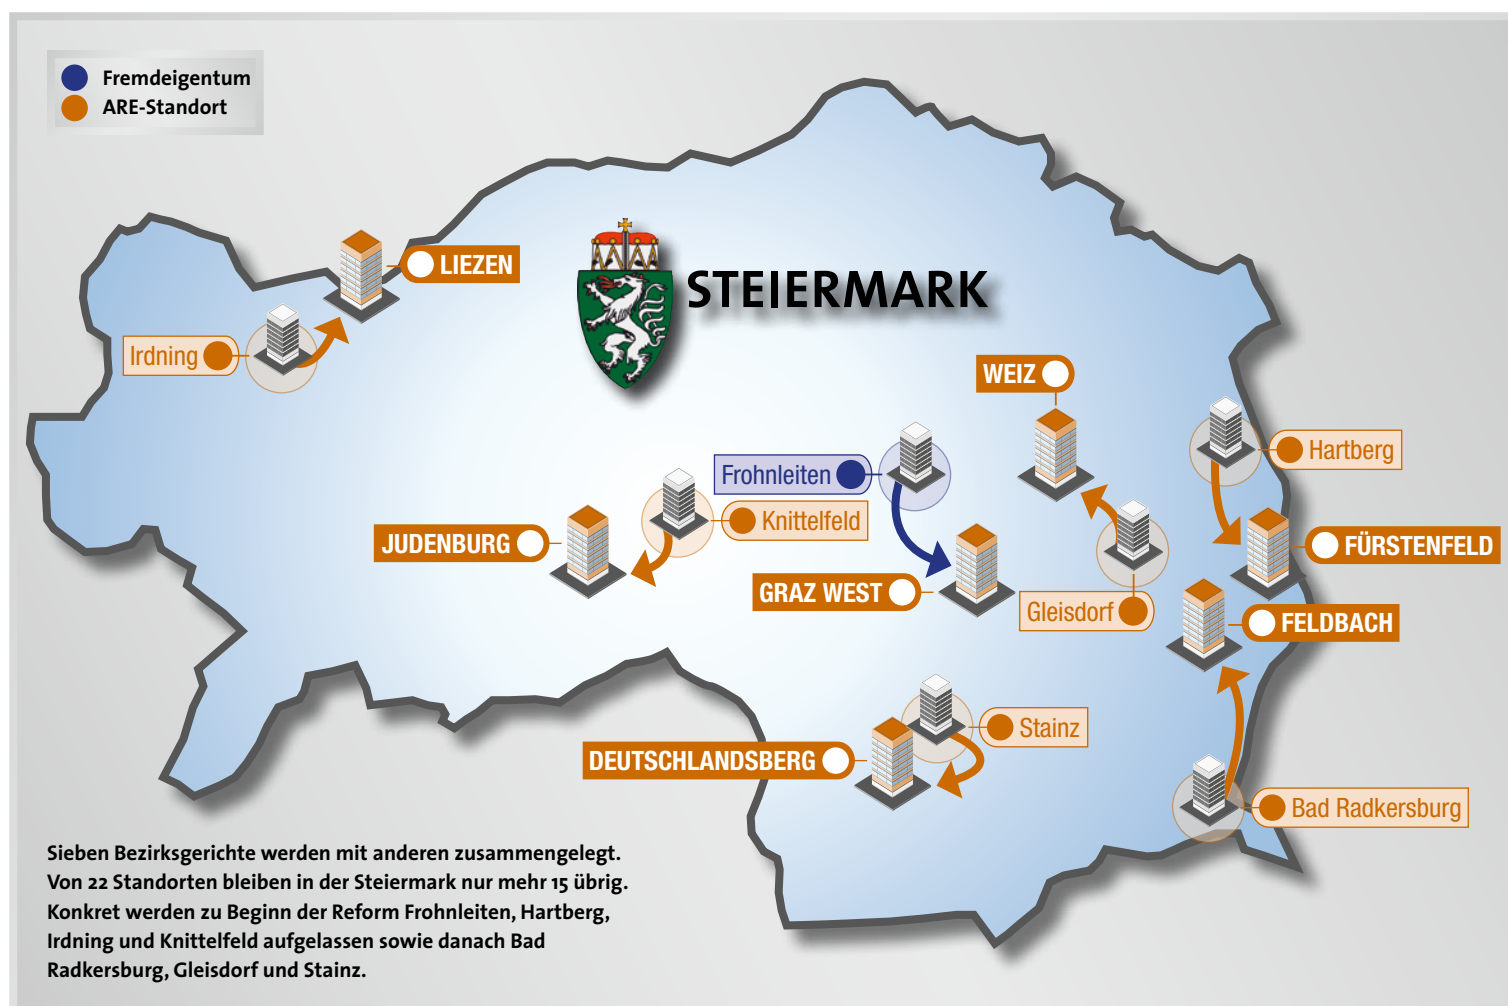 Fremdeigentum
ARE-Standort
STEIERMARK
LIEZEN
Irdning
WEIZ
Hartberg
Frohnleiten
Knittelfeld
JUDENBURG
FÜRSTENFELD
GRAZ WEST
Gleisdorf
FELDBACH
Stainz
DEUTSCHLANDSBERG
Bad Radkersburg
Sieben Bezirksgerichte werden mit anderen zusammengelegt.
Von 22 Standorten bleiben in der Steiermark nur mehr 15 übrig.
Konkret werden zu Beginn der Reform Frohnleiten, Hartberg,
Irdning und Knittelfeld aufgelassen sowie danach Bad
Radkersburg, Gleisdorf und Stainz.